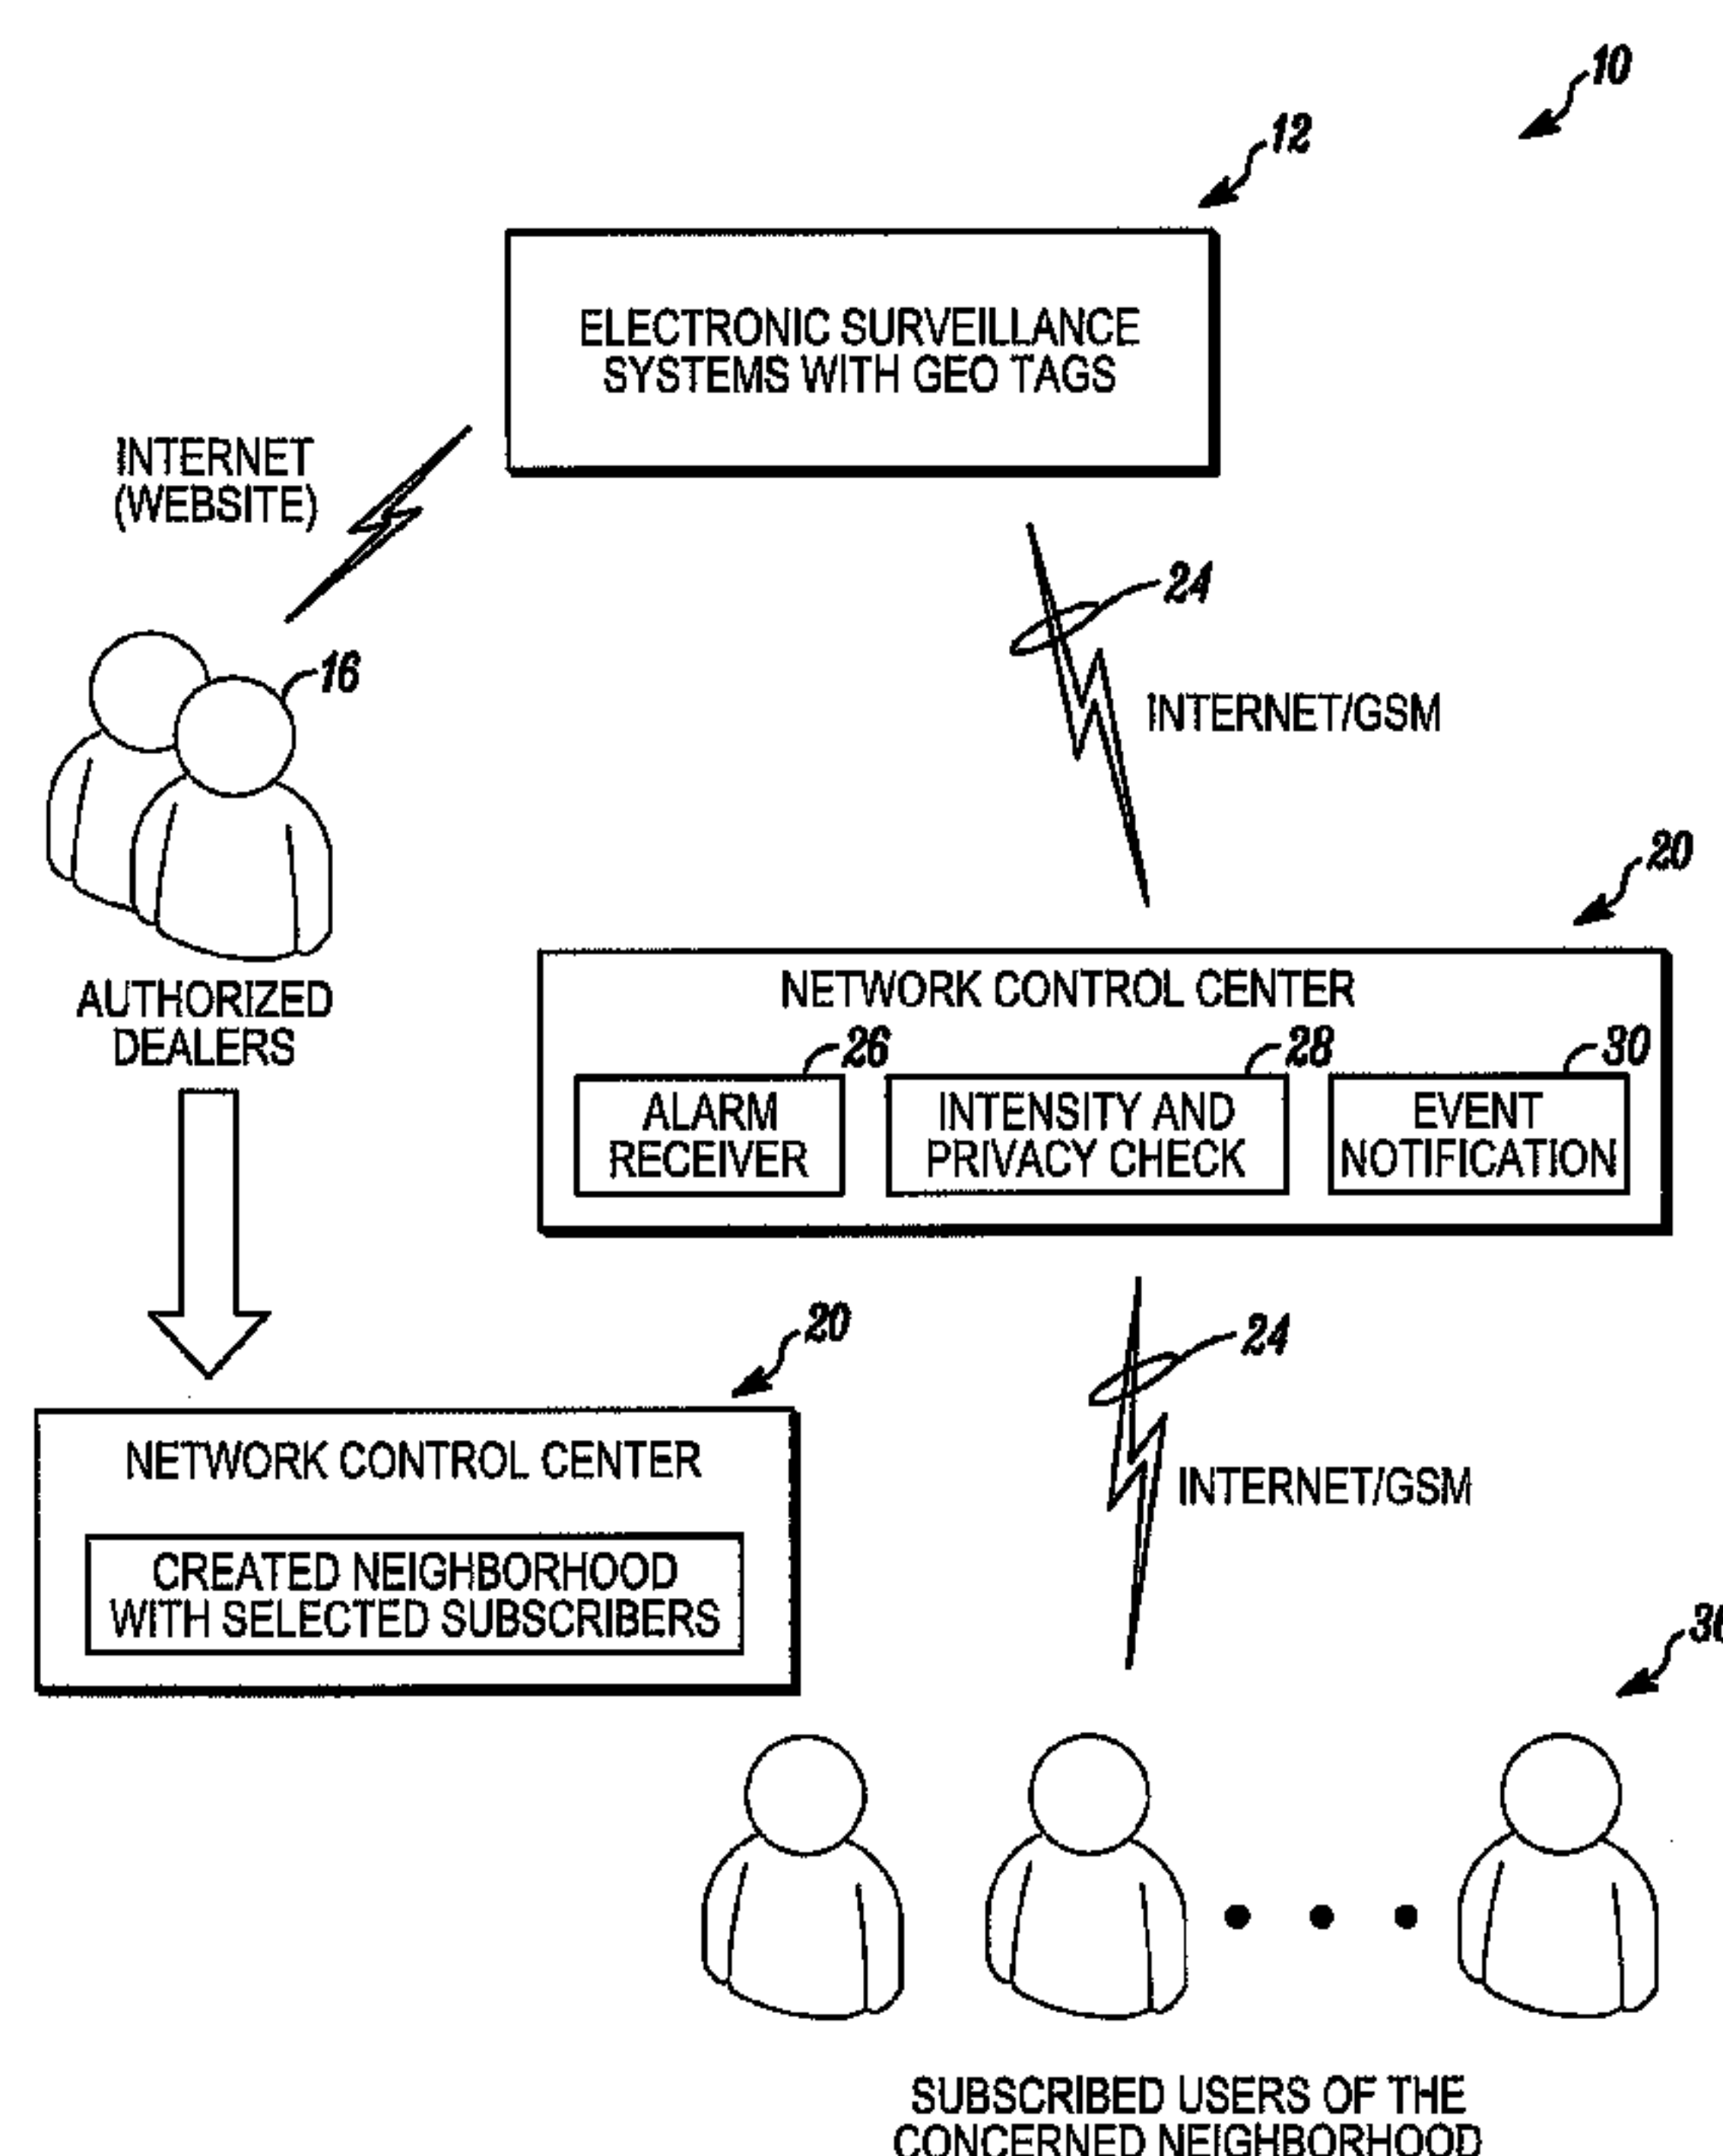 10
12
ELECTRONIC SURVEILLANCE
SYSTEMS WITH GEO TAGS
INTERNET
(WEBSITE)
24
16
INTERNET/GSM
20
AUTHORIZED
DEALERS
NETWORK CONTROL CENTER
26
28
30
ALARM
RECEIVER
INTENSITY AND
PRIVACY CHECK
EVENT
NOTIFICATION
20
24
NETWORK CONTROL CENTER
INTERNET/GSM
CREATED NEIGHBORHOOD
WITH SELECTED SUBSCRIBERS
SUBSCRIBED USERS OF THE
CONCERNED NEIGHBORHOOD